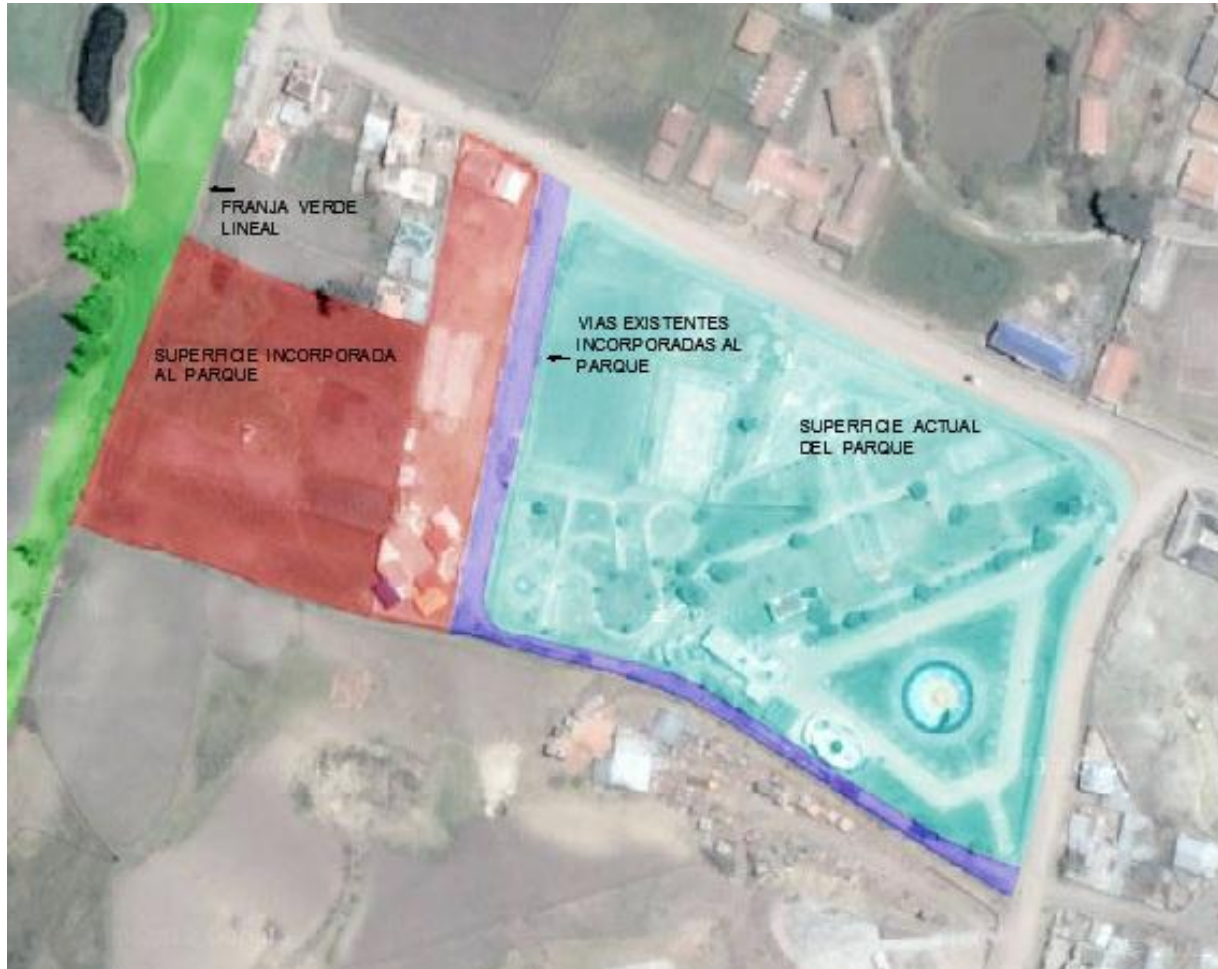 FRANJA VERDE
LINEAL
VIAS EXISTENTES
INCORPORADAS AL
PARQUE
SUPERFICIE INCORPORADA
AL PARQUE
SUPERFICIE ACTUAL
DEL PARQUE